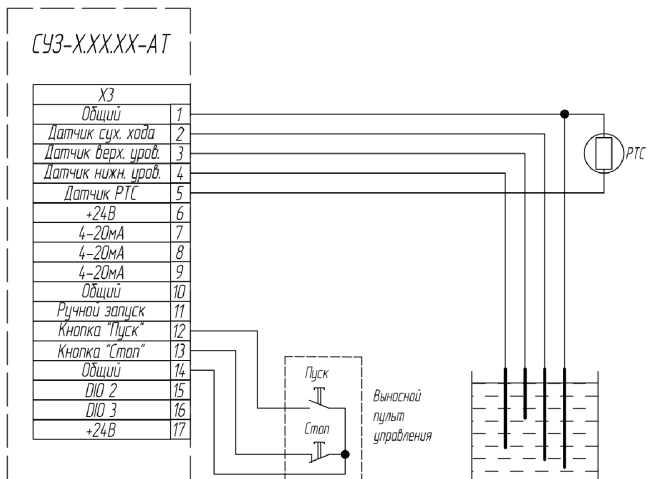 СУЗ-Х.ХХ.ХХ-АТ
Х3
Общий 1
Датчик сух. хода 2
Датчик верх. уров. 3
Датчик нижн. уров. 4
Датчик РТС 5
+24В 6
4-20мА 7
4-20мА 8
4-20мА 9
Общий 10
Ручной запуск 11
Кнопка "Пуск" 12
Кнопка "Стоп" 13
Общий 14
DIO 2 15
DIO 3 16
+24В 17
РТС
Пуск
Стоп
Выносной
пульт
управления